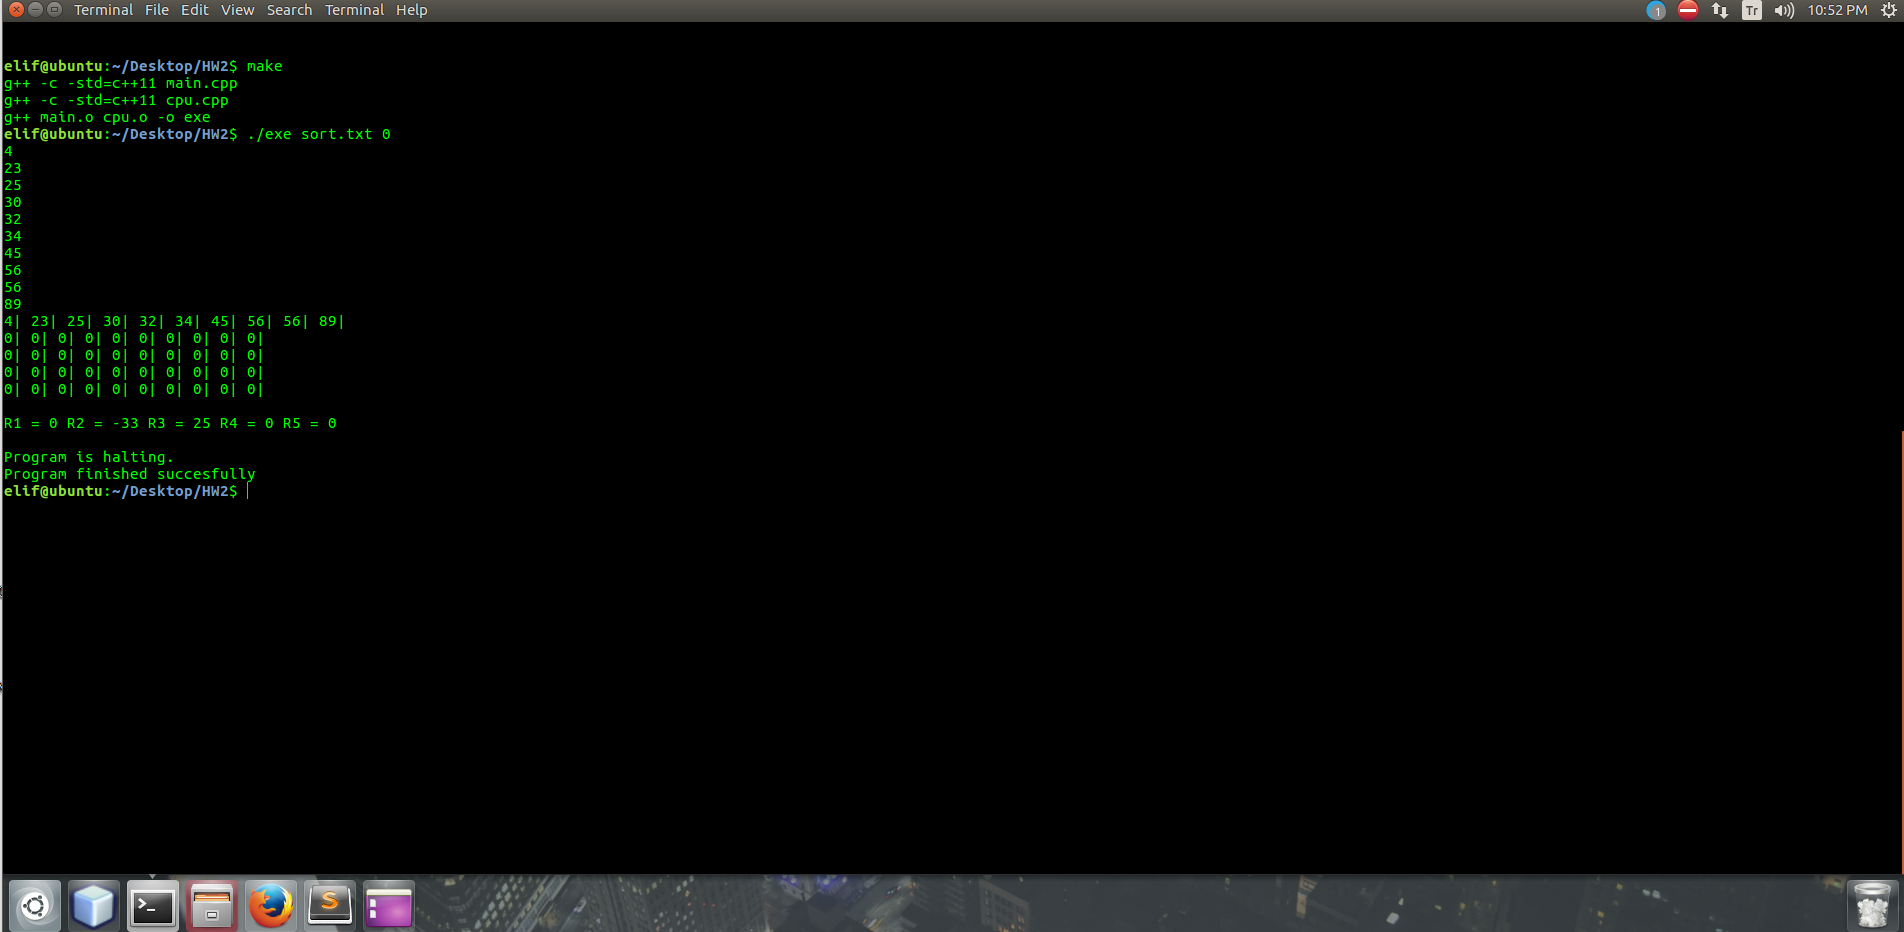 Terminal File Edit View Search Terminal Help 1 Tr 10:52 PM
elif@ubuntu:~/Desktop/HW2$ make
g++ -c -std=c++11 main.cpp
g++ -c -std=c++11 cpu.cpp
g++ main.o cpu.o -o exe
elif@ubuntu:~/Desktop/HW2$ ./exe sort.txt 0
4
23
25
30
32
34
45
56
56
89
4| 23| 25| 30| 32| 34| 45| 56| 56| 89|
0| 0| 0| 0| 0| 0| 0| 0| 0| 0|
0| 0| 0| 0| 0| 0| 0| 0| 0| 0|
0| 0| 0| 0| 0| 0| 0| 0| 0| 0|
0| 0| 0| 0| 0| 0| 0| 0| 0| 0|
R1 = 0 R2 = -33 R3 = 25 R4 = 0 R5 = 0
Program is halting.
Program finished succesfully
elif@ubuntu:~/Desktop/HW2$
>_ S